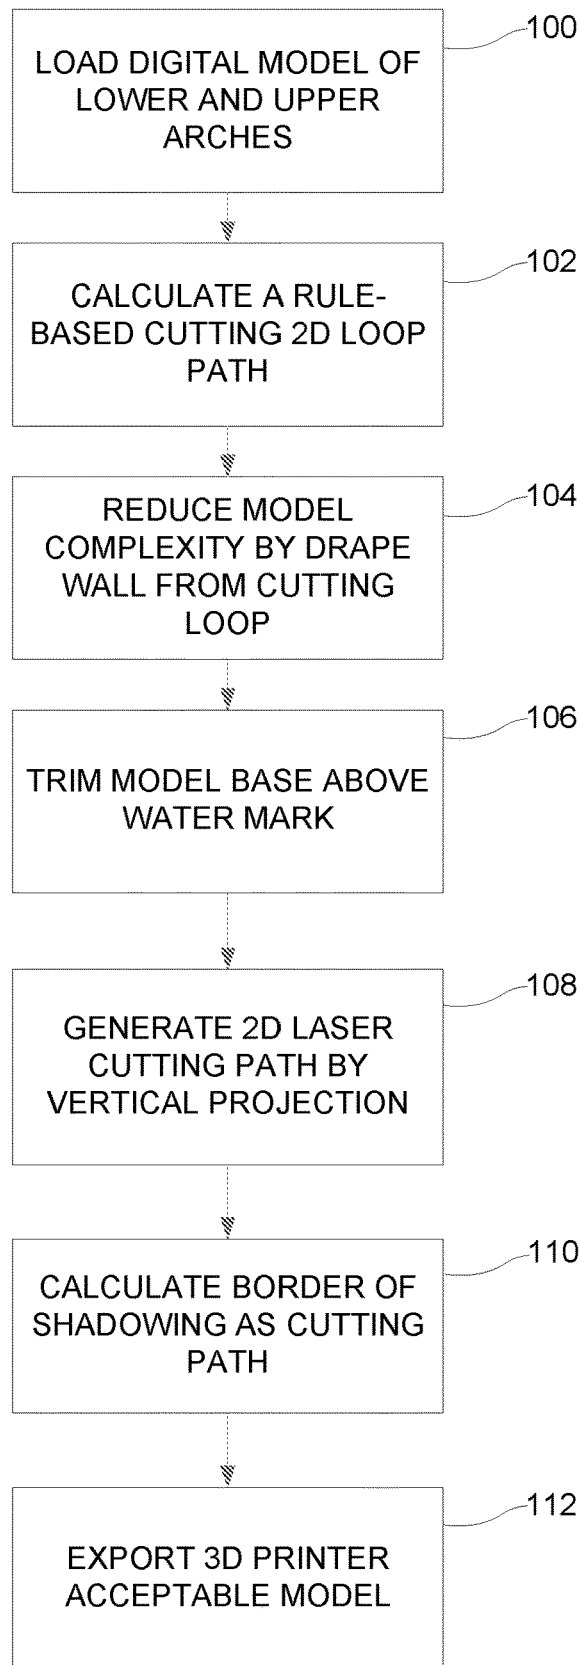 100
LOAD DIGITAL MODEL OF
LOWER AND UPPER
ARCHES
102
CALCULATE A RULE-
BASED CUTTING 2D LOOP
PATH
104
REDUCE MODEL
COMPLEXITY BY DRAPE
WALL FROM CUTTING
LOOP
106
TRIM MODEL BASE ABOVE
WATER MARK
108
GENERATE 2D LASER
CUTTING PATH BY
VERTICAL PROJECTION
110
CALCULATE BORDER OF
SHADOWING AS CUTTING
PATH
112
EXPORT 3D PRINTER
ACCEPTABLE MODEL